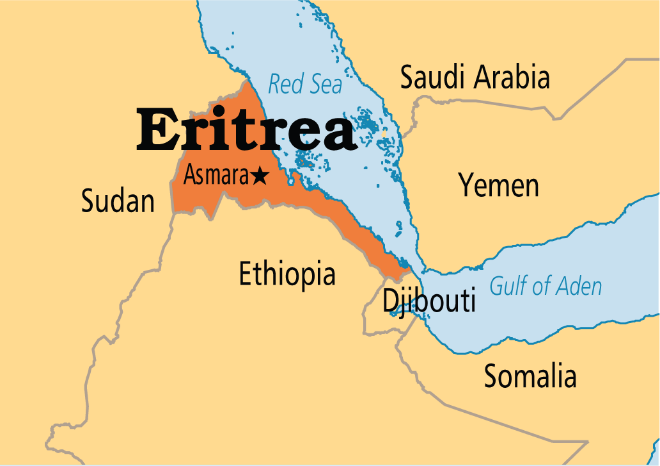 Red Sea
Saudi Arabia
Eritrea
Asmara
Yemen
Sudan
Ethiopia
Djibouti
Gulf of Aden
Somalia